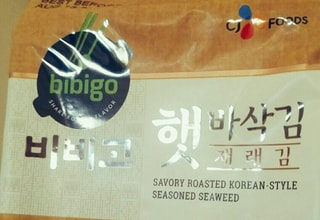 BEST BEFORE
CJ FOODS
bibigo
비비고
햇바삭김
재래김
SAVORY ROASTED KOREAN-STYLE
SEASONED SEAWEED